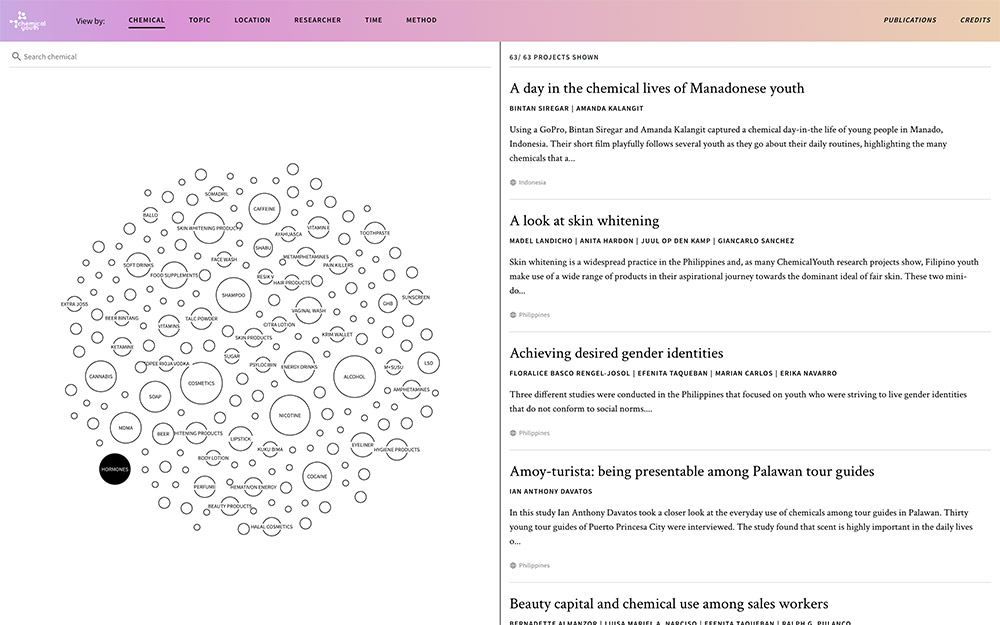 chemical
youth
View by:
CHEMICAL
TOPIC
LOCATION
RESEARCHER
TIME
METHOD
PUBLICATIONS
CREDITS
Search chemical
SOMADRIL
CAFFEINE
BALLO
SKIN WHITENING PRODUCTS
AYAHUASCA
VITAMIN E
TOOTHPASTE
SHABU
METAMPHETAMINES
PAIN KILLERS
FACE WASH
SOFT DRINKS
FOOD SUPPLEMENTS
HAIR PRODUCTS
SHAMPOO
SUNSCREEN
GHB
EXTRA JOSS
BEER BINTANG
TALC POWDER
VAGINAL WASH
VITAMINS
CITRA LOTION
SKIN PRODUCTS
KRIM WALLET
KETAMINE
SUGAR
PSYLOCIBIN
ENERGY DRINKS
LSD
CANNABIS
COSMETICS
ALCOHOL
AMPHETAMINES
SOAP
NICOTINE
MDMA
BEER
HITENING PRODUCTS
LIPSTICK
KUKU BIMA
EYELINER
HYGIENE PRODUCTS
BODY LOTION
HORMONES
COCAINE
PERFUME
HEMAVITON ENERGY
BEAUTY PRODUCTS
HALAL COSMETICS
63/ 63 PROJECTS SHOWN
A day in the chemical lives of Manadonese youth
BINTAN SIREGAR | AMANDA KALANGIT
Using a GoPro, Bintan Siregar and Amanda Kalangit captured a chemical day-in-the life of young people in Manado,
Indonesia. Their short film playfully follows several youth as they go about their daily routines, highlighting the many
chemicals that a...
Indonesia
A look at skin whitening
MADEL LANDICHO | ANITA HARDON | JUUL OP DEN KAMP | GIANCARLO SANCHEZ
Skin whitening is a widespread practice in the Philippines and, as many ChemicalYouth research projects show, Filipino youth
make use of a wide range of products in their aspirational journey towards the dominant ideal of fair skin. These two mini-
do...
Philippines
Achieving desired gender identities
FLORALICE BASCO RENGEL-JOSOL | EFENITA TAQUEBAN | MARIAN CARLOS | ERIKA NAVARRO
Three different studies were conducted in the Philippines that focused on youth who were striving to live gender identities
that do not conform to social norms....
Philippines
Amoy-turista: being presentable among Palawan tour guides
IAN ANTHONY DAVATOS
In this study Ian Anthony Davatos took a closer look at the everyday use of chemicals among tour guides in Palawan. Thirty
young tour guides of Puerto Princesa City were interviewed. The study found that scent is highly important in the daily lives
o...
Philippines
Beauty capital and chemical use among sales workers
BERNADETTE ALMANZOR | LUISA MARIEL A. NARCISO | EFENITA TAQUEBAN | RALPH G. PULANCO